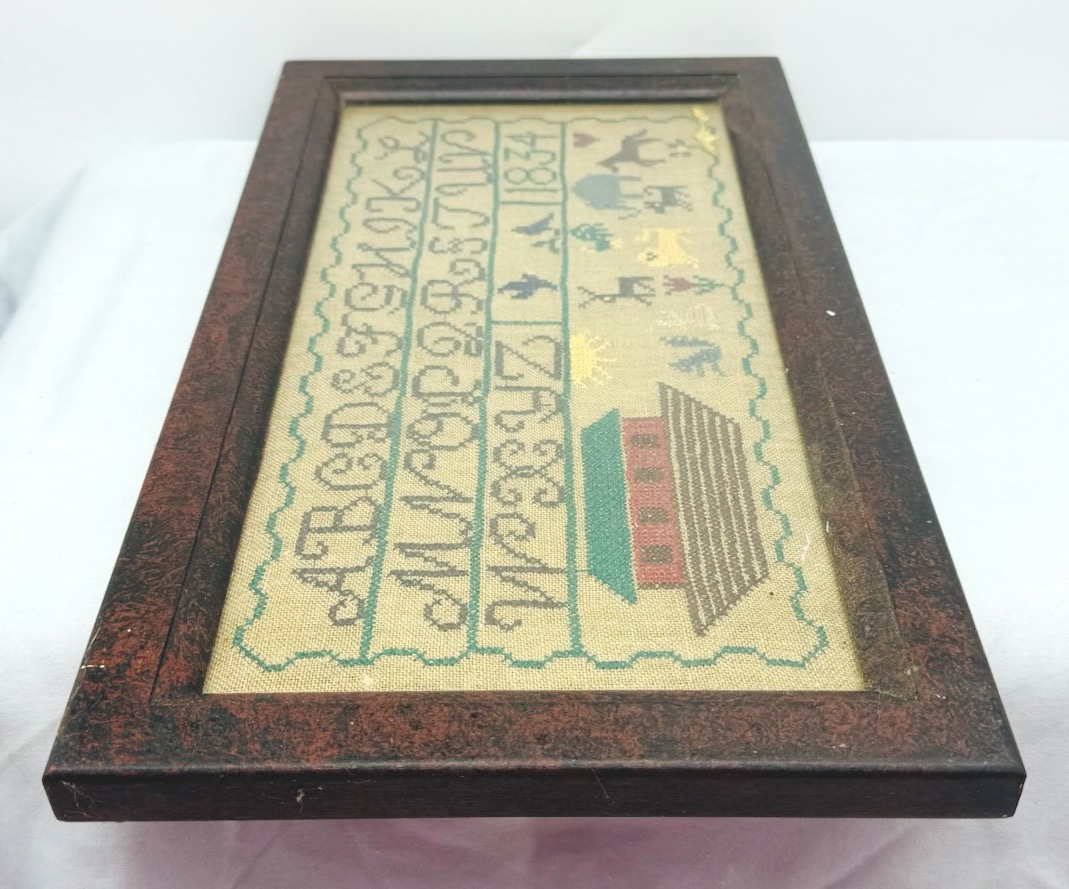 ABCDEFGHIJKL
MNOPQRSTUV
WXYZ 1834